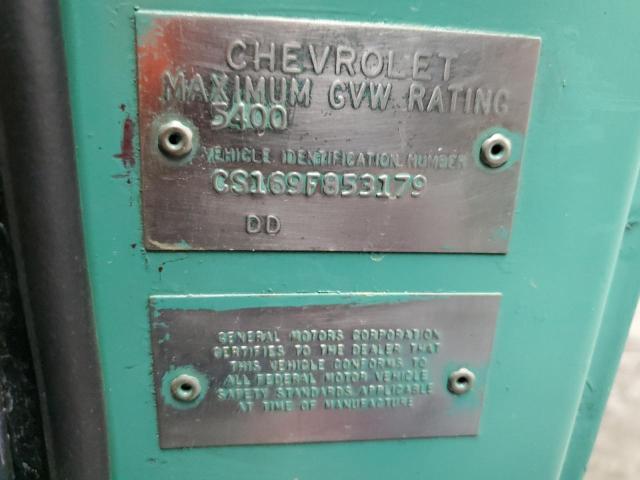 CHEVROLET
MAXIMUM GVW RATING
5400
VEHICLE IDENTIFICATION NUMBER
CS169F853179
DD
GENERAL MOTORS CORPORATION
CERTIFIES TO THE DEALER THAT
THIS VEHICLE CONFORMS TO
ALL FEDERAL MOTOR VEHICLE
SAFETY STANDARDS APPLICABLE
AT TIME OF MANUFACTURE